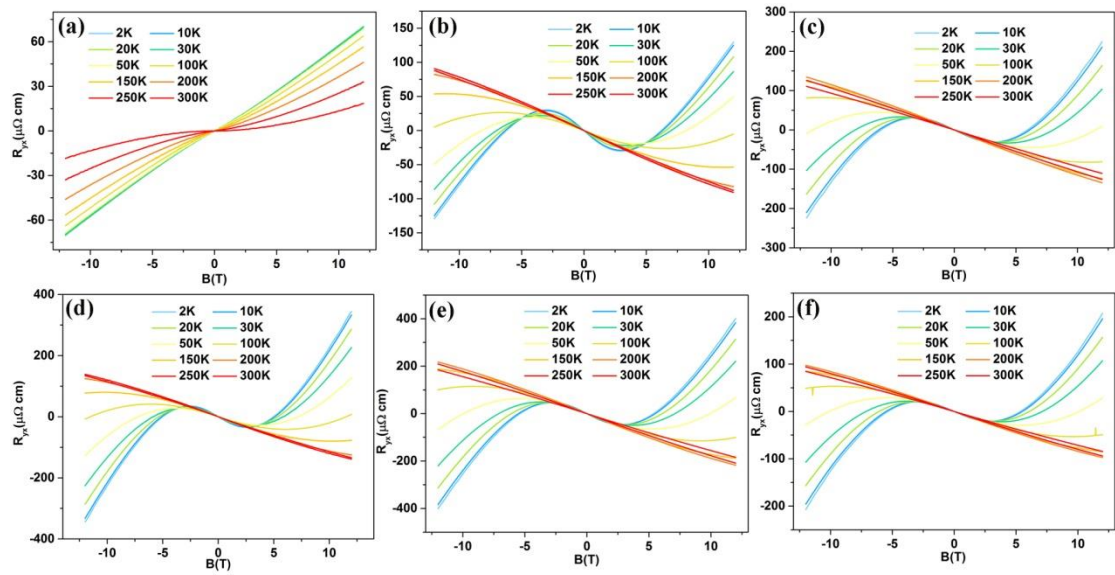 (a)
2K 10K
20K 30K
50K 100K
150K 200K
250K 300K
60
30
0
-30
-60
R_yx(μΩ cm)
-10 -5 0 5 10
B(T)
(b)
2K 10K
20K 30K
50K 100K
150K 200K
250K 300K
150
100
50
0
-50
-100
-150
R_yx(μΩ cm)
-10 -5 0 5 10
B(T)
(c)
2K 10K
20K 30K
50K 100K
150K 200K
250K 300K
300
200
100
0
-100
-200
-300
R_yx(μΩ cm)
-10 -5 0 5 10
B(T)
(d)
2K 10K
20K 30K
50K 100K
150K 200K
250K 300K
400
200
0
-200
-400
R_yx(μΩ cm)
-10 -5 0 5 10
B(T)
(e)
2K 10K
20K 30K
50K 100K
150K 200K
250K 300K
400
200
0
-200
-400
R_yx(μΩ cm)
-10 -5 0 5 10
B(T)
(f)
2K 10K
20K 30K
50K 100K
150K 200K
250K 300K
200
100
0
-100
-200
R_yx(μΩ cm)
-10 -5 0 5 10
B(T)